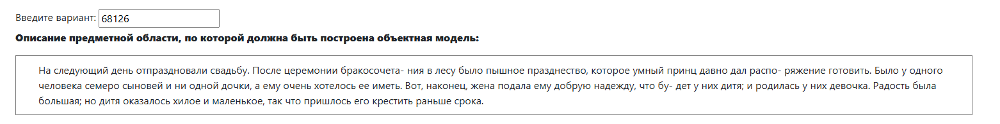 Введите вариант: 68126
Описание предметной области, по которой должна быть построена объектная модель:
На следующий день отпраздновали свадьбу. После церемонии бракосочета- ния в лесу было пышное празднество, которое умный принц давно дал распо- ряжение готовить. Было у одного
человека семеро сыновей и ни одной дочки, а ему очень хотелось ее иметь. Вот, наконец, жена подала ему добрую надежду, что бу- дет у них дитя; и родилась у них девочка. Радость была
большая; но дитя оказалось хилое и маленькое, так что пришлось его крестить раньше срока.